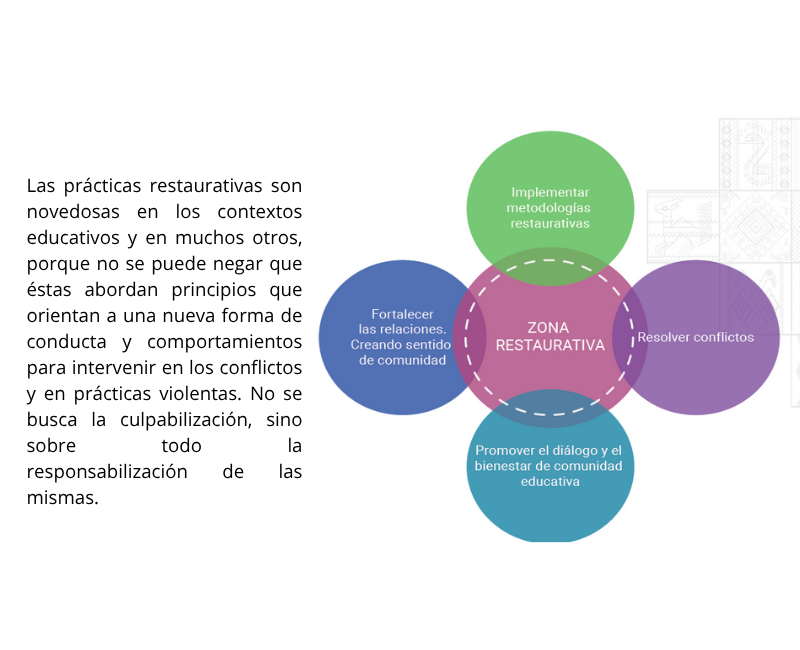 Las prácticas restaurativas son
novedosas en los contextos
educativos y en muchos otros,
porque no se puede negar que
éstas abordan principios que
orientan a una nueva forma de
conducta y comportamientos
para intervenir en los conflictos
y en prácticas violentas. No se
busca la culpabilización, sino
sobre todo la
responsabilización de las
mismas.
Implementar
metodologías
restaurativas
Fortalecer
las relaciones.
Creando sentido
de comunidad
ZONA
RESTAURATIVA
Resolver conflictos
Promover el diálogo y el
bienestar de comunidad
educativa